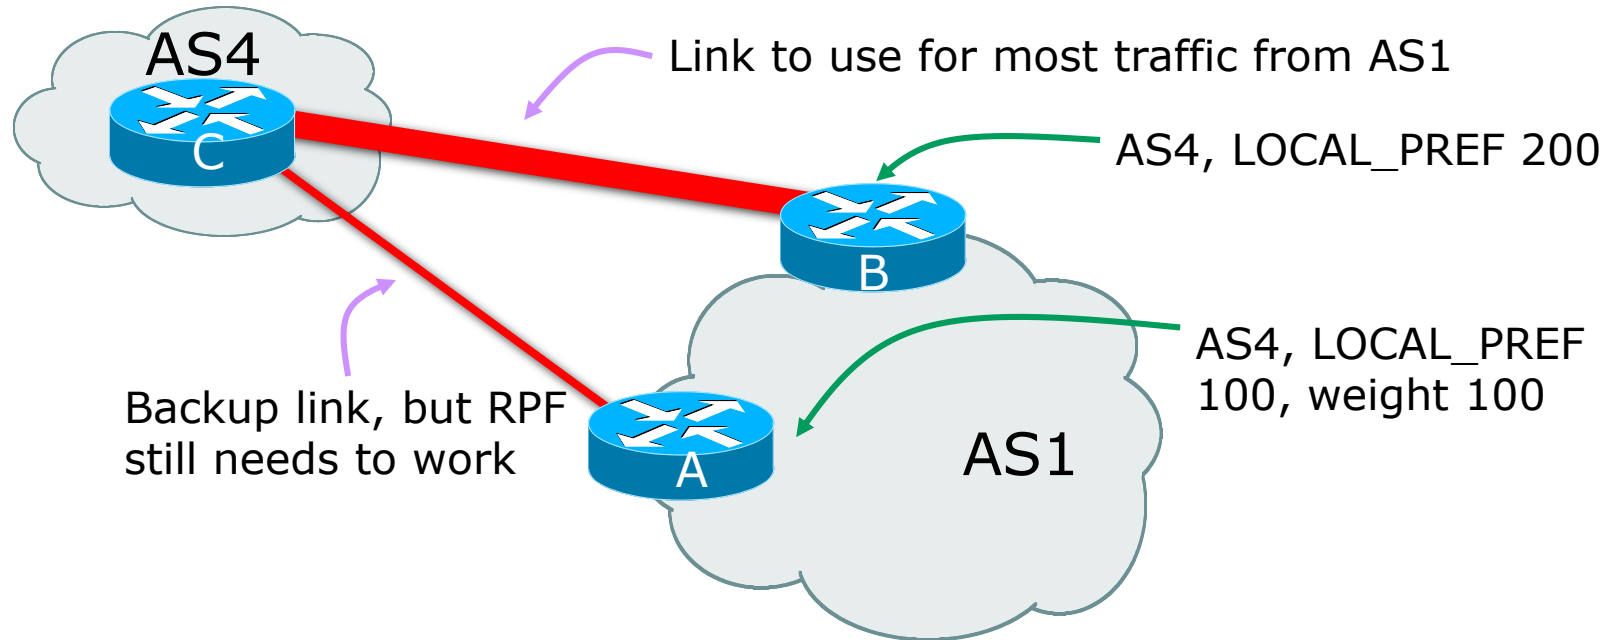 AS4
Link to use for most traffic from AS1
C
AS4, LOCAL_PREF 200
B
AS4, LOCAL_PREF
100, weight 100
Backup link, but RPF
still needs to work
A
AS1